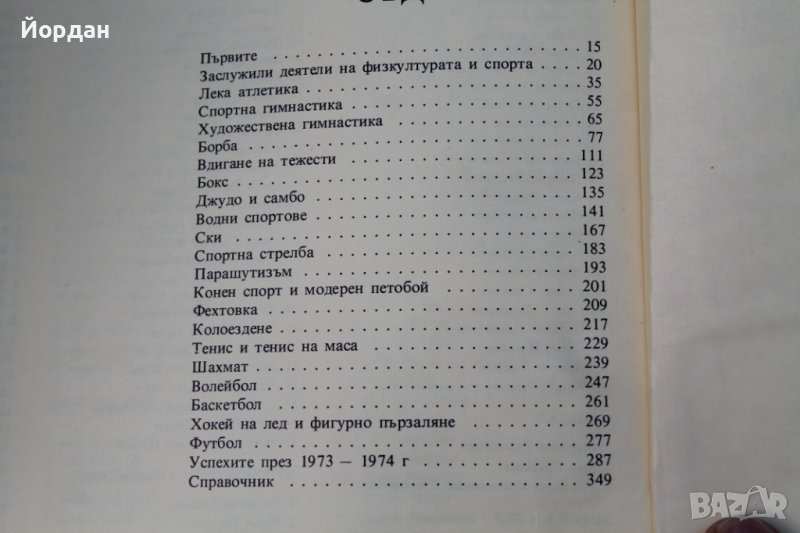 Йордан
Първите 15
Заслужили деятели на физкултурата и спорта 20
Лека атлетика 35
Спортна гимнастика 55
Художествена гимнастика 65
Борба 77
Вдигане на тежести 111
Бокс 123
Джудо и самбо 135
Водни спортове 141
Ски 167
Спортна стрелба 183
Парашутизъм 193
Конен спорт и модерен петобой 201
Фехтовка 209
Колоездене 217
Тенис и тенис на маса 229
Шахмат 239
Волейбол 247
Баскетбол 261
Хокей на лед и фигурно пързаляне 269
Футбол 277
Успехите през 1973 – 1974 г 287
Справочник 349
BAZAR